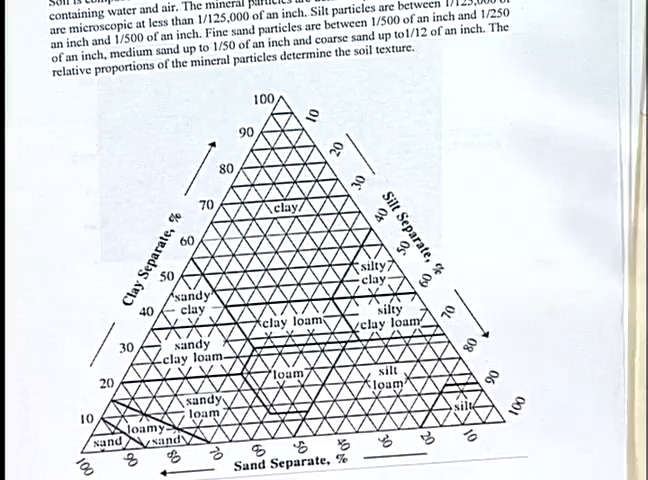 containing water and air. The mineral particles
are microscopic at less than 1/125,000 of an inch. Silt particles are between 1/125,000 of
an inch and 1/500 of an inch. Fine sand particles are between 1/500 of an inch and 1/250
of an inch, medium sand up to 1/50 of an inch and coarse sand up to1/12 of an inch. The
relative proportions of the mineral particles determine the soil texture.
100
10
90
20
80
30
70
clay
40
Silt Separate, %
Clay Separate, %
60
50
silty
clay
60
50
sandy
clay
40
clay loam
silty
clay loam
70
30
sandy
clay loam
80
20
loam
silt
loam
90
sandy
loam
10
loamy
sand
silt
100
sand
100
90
80
70
60
50
40
30
20
10
Sand Separate, %